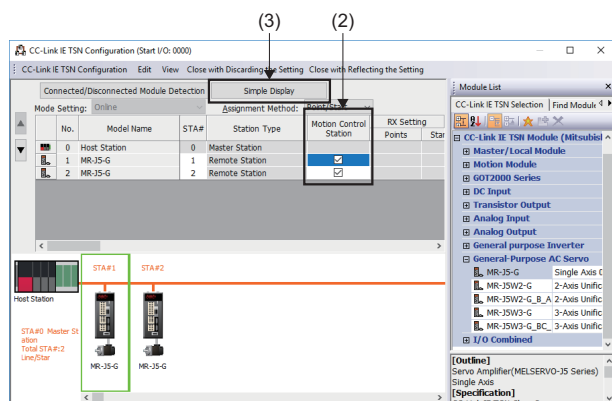 (3) (2)
CC-Link IE TSN Configuration (Start I/O: 0000)
CC-Link IE TSN Configuration Edit View Close with Discarding the Setting Close with Reflecting the Setting
Connected/Disconnected Module Detection Simple Display
Mode Setting: Online Assignment Method: Point/Start
No. Model Name STA# Station Type Motion Control Station RX Setting
Points Star
0 Host Station 0 Master Station
1 MR-J5-G 1 Remote Station
2 MR-J5-G 2 Remote Station
STA#1 STA#2
Host Station
STA#0 Master St
ation
Total STA#:2
Line/Star
MR-J5-G MR-J5-G
Module List
CC-Link IE TSN Selection Find Module
CC-Link IE TSN Module (Mitsubish
Master/Local Module
Motion Module
GOT2000 Series
DC Input
Transistor Output
Analog Input
Analog Output
General purpose Inverter
General-Purpose AC Servo
MR-J5-G Single Axis
MR-J5W2-G 2-Axis Unific
MR-J5W2-G_B_A 2-Axis Unific
MR-J5W3-G 3-Axis Unific
MR-J5W3-G_BC_ 3-Axis Unific
I/O Combined
[Outline]
Servo Amplifier(MELSERVO-J5 Series)
Single Axis
[Specification]